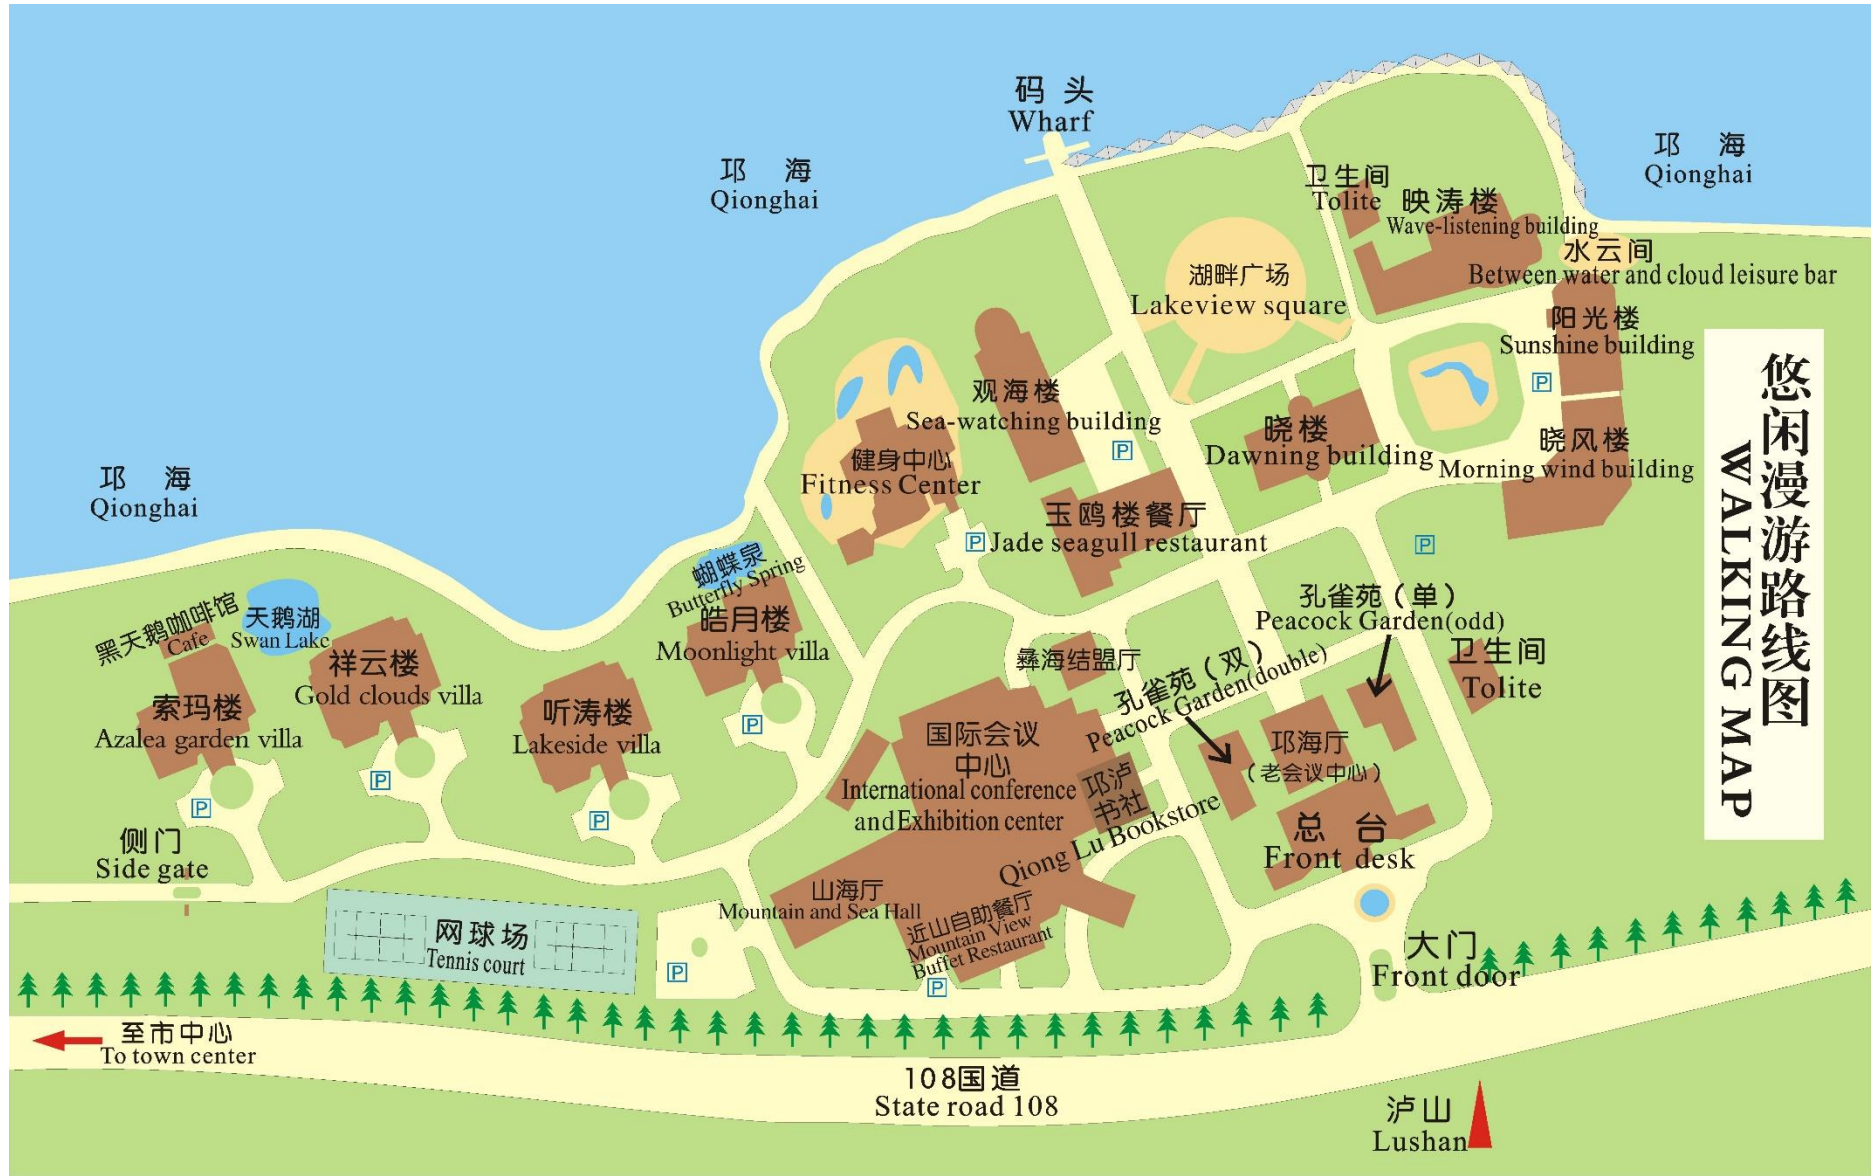 码 头
Wharf
邛 海
Qionghai
邛 海
Qionghai
卫生间
Tolite
映涛楼
Wave-listening building
水云间
Between water and cloud leisure bar
湖畔广场
Lakeview square
阳光楼
Sunshine building
悠闲漫游路线图
WALKING MAP
观海楼
Sea-watching building
P
P
晓楼
Dawning building
晓风楼
Morning wind building
健身中心
Fitness Center
邛 海
Qionghai
玉鸥楼餐厅
P
Jade seagull restaurant
P
蝴蝶泉
Butterfly Spring
孔雀苑（单）
Peacock Garden(odd)
黑天鹅咖啡馆
Cafe
天鹅湖
Swan Lake
皓月楼
Moonlight villa
祥云楼
Gold clouds villa
彝海结盟厅
孔雀苑（双）
Peacock Garden(double)
卫生间
Tolite
索玛楼
Azalea garden villa
听涛楼
Lakeside villa
P
国际会议
中心
International conference
and Exhibition center
邛海厅
（老会议中心）
邛泸
书社
Qiong Lu Bookstore
P
P
P
侧门
Side gate
总 台
Front desk
山海厅
Mountain and Sea Hall
近山自助餐厅
Mountain View
Buffet Restaurant
网球场
Tennis court
P
P
大门
Front door
至市中心
To town center
108国道
State road 108
泸山
Lushan